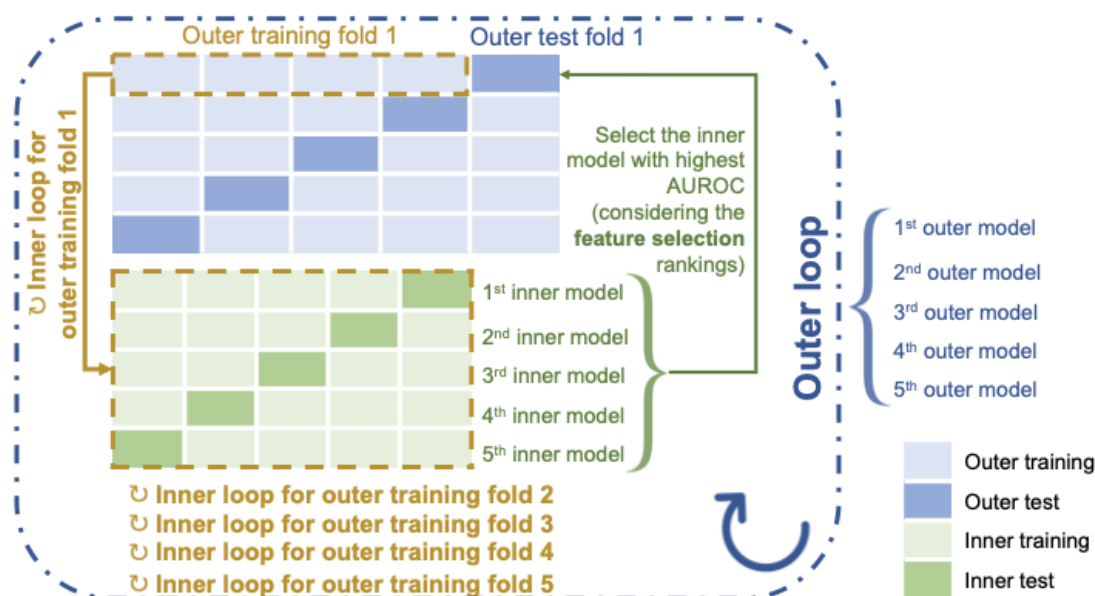 Outer training fold 1
Outer test fold 1
↻ Inner loop for
outer training fold 1
Select the inner
model with highest
AUROC
(considering the
feature selection
rankings)
1st inner model
2nd inner model
3rd inner model
4th inner model
5th inner model
↻ Inner loop for outer training fold 2
↻ Inner loop for outer training fold 3
↻ Inner loop for outer training fold 4
↻ Inner loop for outer training fold 5
Outer loop
1st outer model
2nd outer model
3rd outer model
4th outer model
5th outer model
Outer training
Outer test
Inner training
Inner test